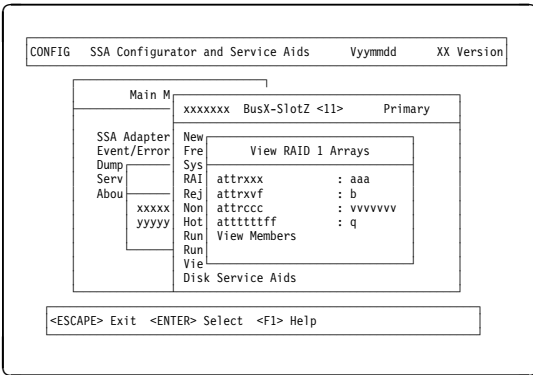 CONFIG SSA Configurator and Service Aids Vyymmdd XX Version
Main M
xxxxxxx BusX-SlotZ <11> Primary
SSA Adapter New
Event/Error Fre View RAID 1 Arrays
Dump Sys
Serv RAI attrxxx : aaa
Abou Rej attrxvf : b
xxxxx Non attrccc : vvvvvvv
yyyyy Hot attttttff : q
Run View Members
Run
Vie
Disk Service Aids
<ESCAPE> Exit <ENTER> Select <F1> Help